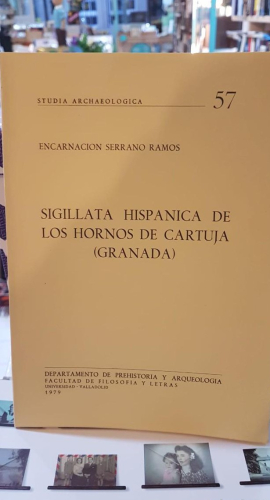 STUDIA ARCHAEOLOGICA 57
ENCARNACION SERRANO RAMOS
SIGILLATA HISPANICA DE
LOS HORNOS DE CARTUJA
(GRANADA)
DEPARTAMENTO DE PREHISTORIA Y ARQUEOLOGIA
FACULTAD DE FILOSOFIA Y LETRAS
UNIVERSIDAD - VALLADOLID
1979